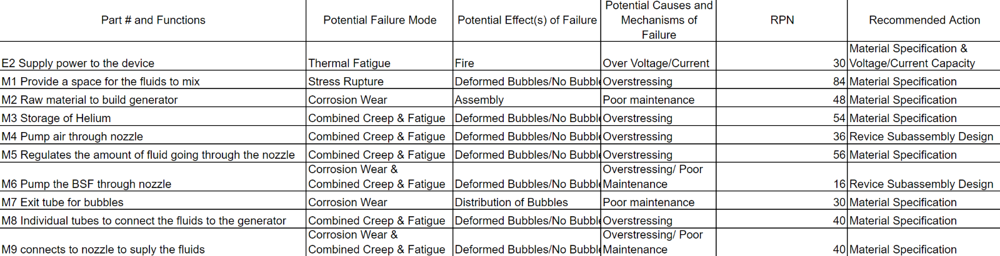 Part # and Functions	Potential Failure Mode	Potential Effect(s) of Failure	Potential Causes and Mechanisms of Failure	RPN	Recommended Action
E2 Supply power to the device	Thermal Fatigue	Fire	Over Voltage/Current	30	Material Specification & Voltage/Current Capacity
M1 Provide a space for the fluids to mix	Stress Rupture	Deformed Bubbles/No Bubbl	Overstressing	84	Material Specification
M2 Raw material to build generator	Corrosion Wear	Assembly	Poor maintenance	48	Material Specification
M3 Storage of Helium	Combined Creep & Fatigue	Deformed Bubbles/No Bubbl	Overstressing	54	Material Specification
M4 Pump air through nozzle	Combined Creep & Fatigue	Deformed Bubbles/No Bubbl	Overstressing	36	Revice Subassembly Design
M5 Regulates the amount of fluid going through the nozzle	Combined Creep & Fatigue	Deformed Bubbles/No Bubbl	Overstressing	56	Material Specification
M6 Pump the BSF through nozzle	Corrosion Wear & Combined Creep & Fatigue	Deformed Bubbles/No Bubbl	Overstressing/ Poor Maintenance	16	Revice Subassembly Design
M7 Exit tube for bubbles	Corrosion Wear	Distribution of Bubbles	Poor maintenance	30	Material Specification
M8 Individual tubes to connect the fluids to the generator	Combined Creep & Fatigue	Deformed Bubbles/No Bubbl	Overstressing	40	Material Specification
M9 connects to nozzle to suply the fluids	Corrosion Wear & Combined Creep & Fatigue	Deformed Bubbles/No Bubbl	Overstressing/ Poor Maintenance	40	Material Specification